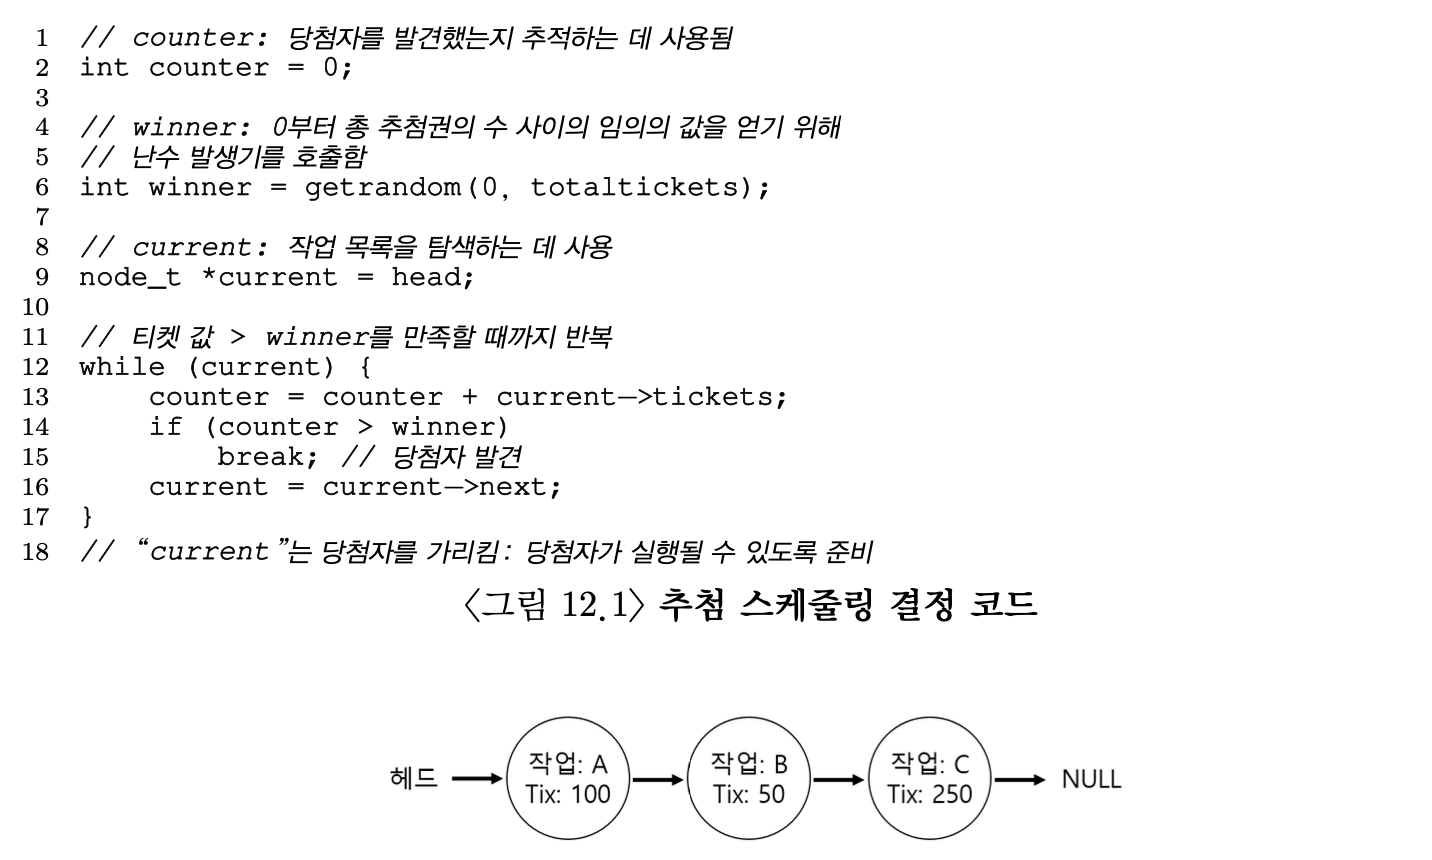 1 // counter: 당첨자를 발견했는지 추적하는 데 사용됨
2 int counter = 0;
3
4 // winner: 0부터 총 추첨권의 수 사이의 임의의 값을 얻기 위해
5 // 난수 발생기를 호출함
6 int winner = getrandom(0, totaltickets);
7
8 // current: 작업 목록을 탐색하는 데 사용
9 node_t *current = head;
10
11 // 티켓 값 > winner를 만족할 때까지 반복
12 while (current) {
13 counter = counter + current->tickets;
14 if (counter > winner)
15 break; // 당첨자 발견
16 current = current->next;
17 }
18 // “current”는 당첨자를 가리킴: 당첨자가 실행될 수 있도록 준비
〈그림 12.1〉 추첨 스케줄링 결정 코드
헤드
작업: A
Tix: 100
작업: B
Tix: 50
작업: C
Tix: 250
NULL